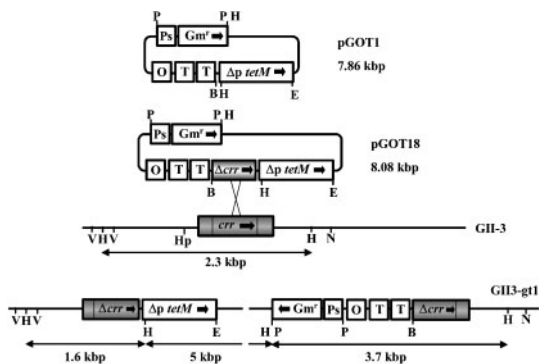 P P H
Ps Gmʳ
pGOT1
7.86 kbp
O T T Δp tetM
B H E
P P H
Ps Gmʳ
pGOT18
8.08 kbp
O T T Δcrr Δp tetM
B H E
crr
GII-3
V H V Hp H N
2.3 kbp
GII3-gt1
Δcrr Δp tetM Gmʳ Ps O T T Δcrr
V H V H E H P P B H N
1.6 kbp 5 kbp 3.7 kbp